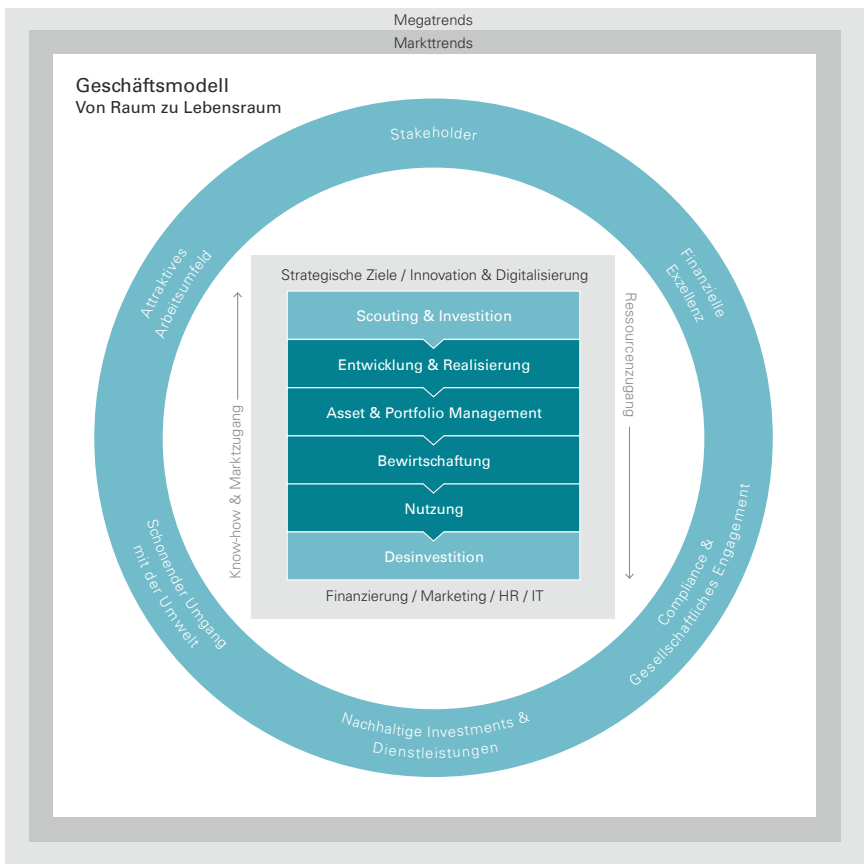 Megatrends
Markttrends
Geschäftsmodell
Von Raum zu Lebensraum
Stakeholder
Attraktives
Arbeitsumfeld
Finanzielle
Exzellenz
Strategische Ziele / Innovation & Digitalisierung
Scouting & Investition
Entwicklung & Realisierung
Asset & Portfolio Management
Bewirtschaftung
Nutzung
Desinvestition
Finanzierung / Marketing / HR / IT
Know-how & Marktzugang
Ressourcenzugang
Schonender Umgang
mit der Umwelt
Compliance &
Gesellschaftliches Engagement
Nachhaltige Investments &
Dienstleistungen